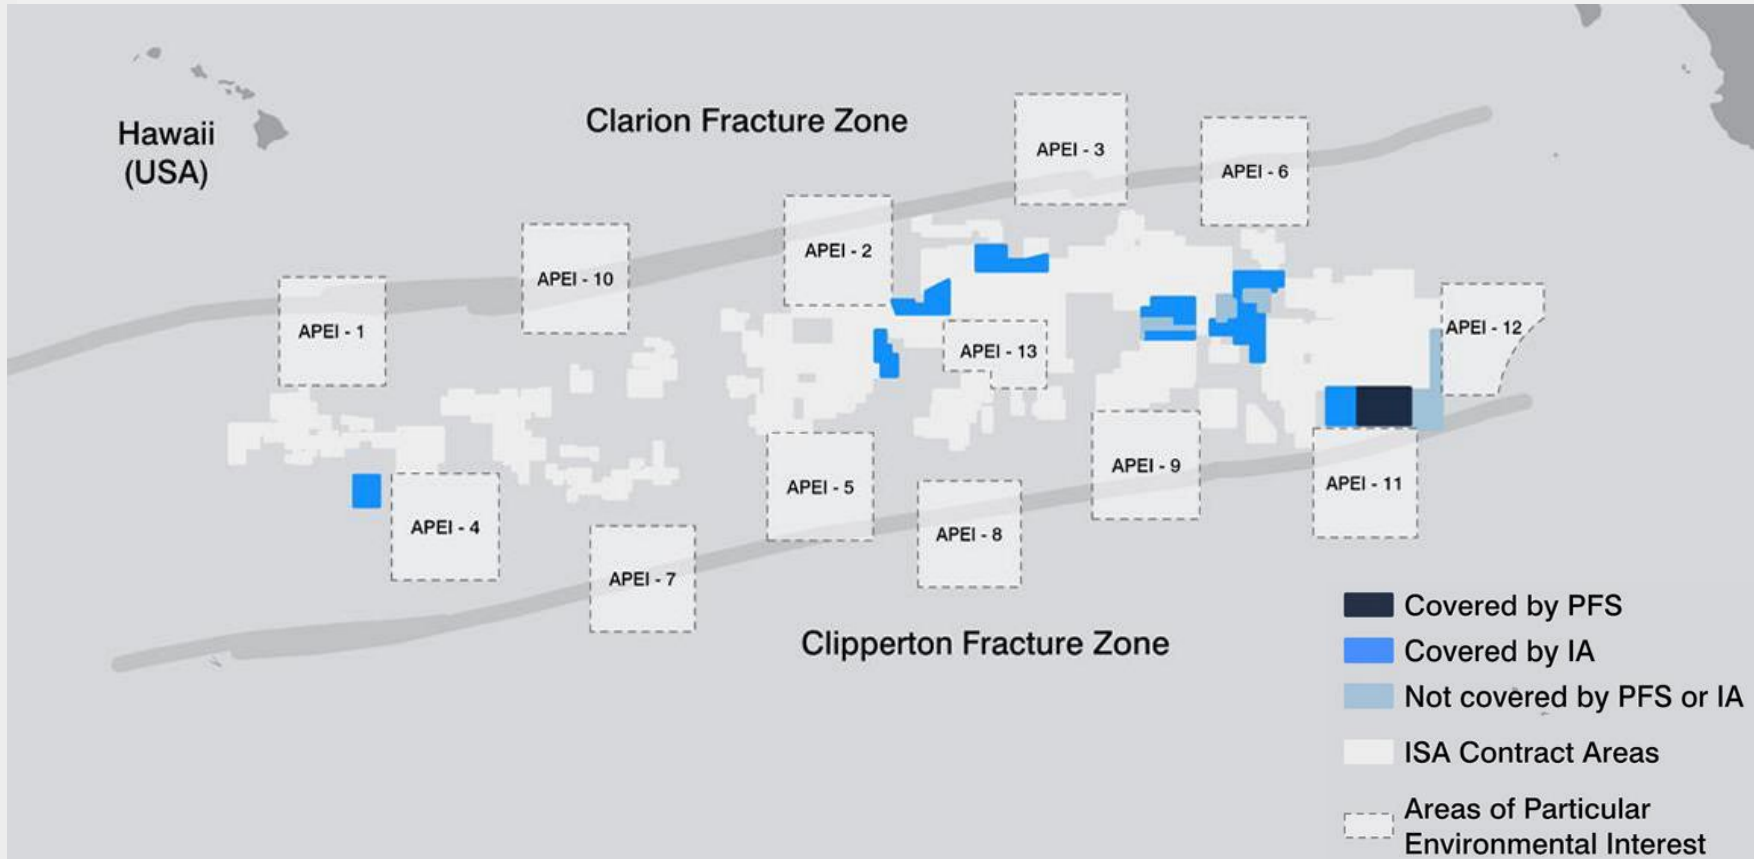 Hawaii
(USA)
Clarion Fracture Zone
APEI - 3
APEI - 6
APEI - 2
APEI - 10
APEI - 1
APEI - 12
APEI - 13
APEI - 9
APEI - 5
APEI - 11
APEI - 4
APEI - 8
APEI - 7
Clipperton Fracture Zone
Covered by PFS
Covered by IA
Not covered by PFS or IA
ISA Contract Areas
Areas of Particular
Environmental Interest